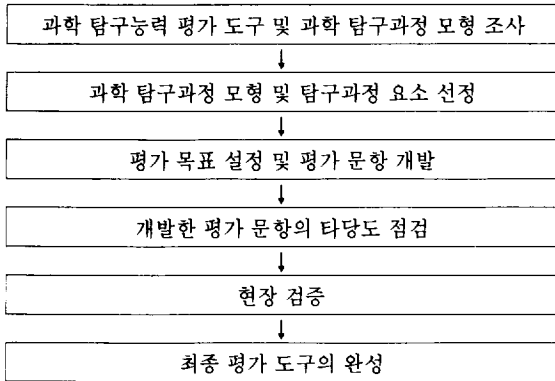 과학 탐구능력 평가 도구 및 과학 탐구과정 모형 조사
과학 탐구과정 모형 및 탐구과정 요소 선정
평가 목표 설정 및 평가 문항 개발
개발한 평가 문항의 타당도 점검
현장 검증
최종 평가 도구의 완성